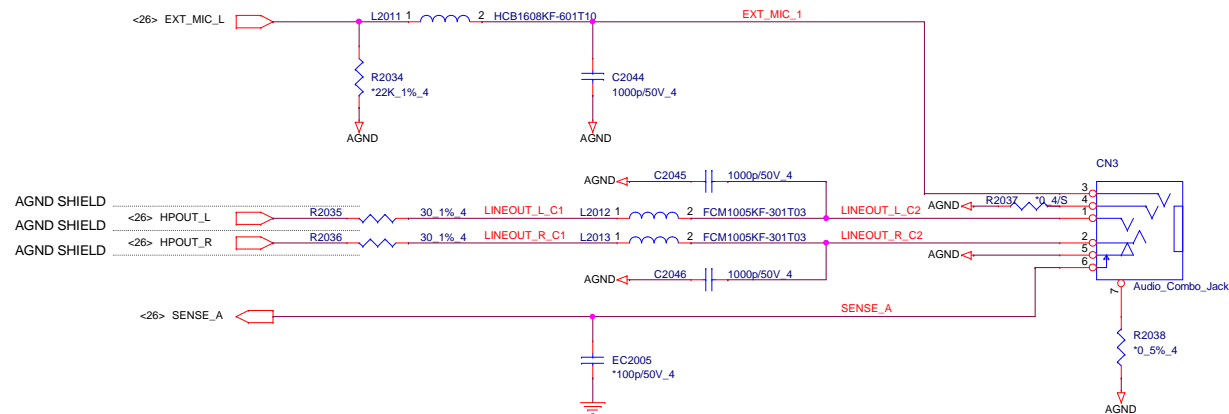 <26> EXT_MIC_L
L2011 1 2 HCB1608KF-601T10
EXT_MIC_1
R2034
*22K_1%_4
AGND
C2044
1000p/50V_4
AGND
CN3
AGND C2045 1000p/50V_4
AGND SHIELD
<26> HPOUT_L R2035 30_1%_4 LINEOUT_L_C1 L2012 1 2 FCM1005KF-301T03 LINEOUT_L_C2
AGND SHIELD
<26> HPOUT_R R2036 30_1%_4 LINEOUT_R_C1 L2013 1 2 FCM1005KF-301T03 LINEOUT_R_C2
AGND SHIELD
AGND C2046 1000p/50V_4
AGND R2037 *0_4/S
AGND
3
4
1
2
5
6
7
Audio_Combo_Jack
<26> SENSE_A
SENSE_A
EC2005
*100p/50V_4
R2038
*0_5%_4
AGND